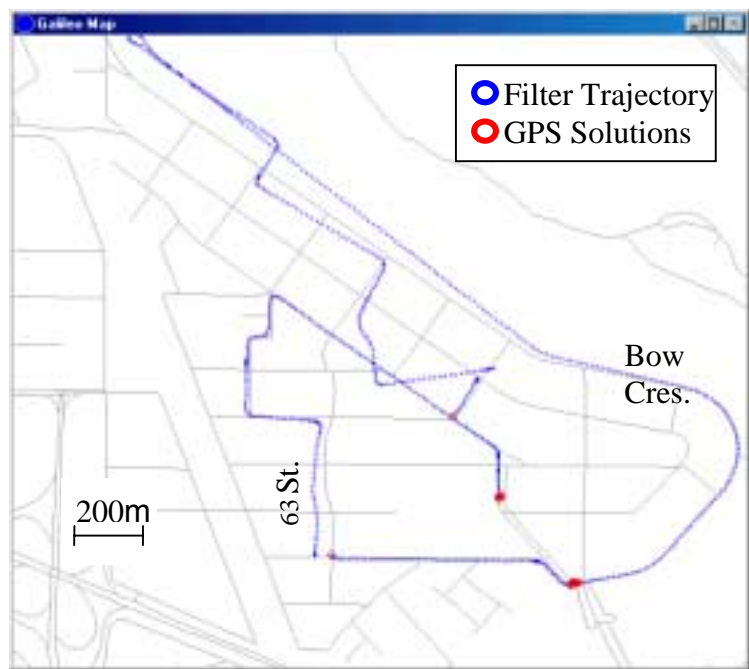 Galileo Map
Filter Trajectory
GPS Solutions
Bow
Cres.
63 St.
200m